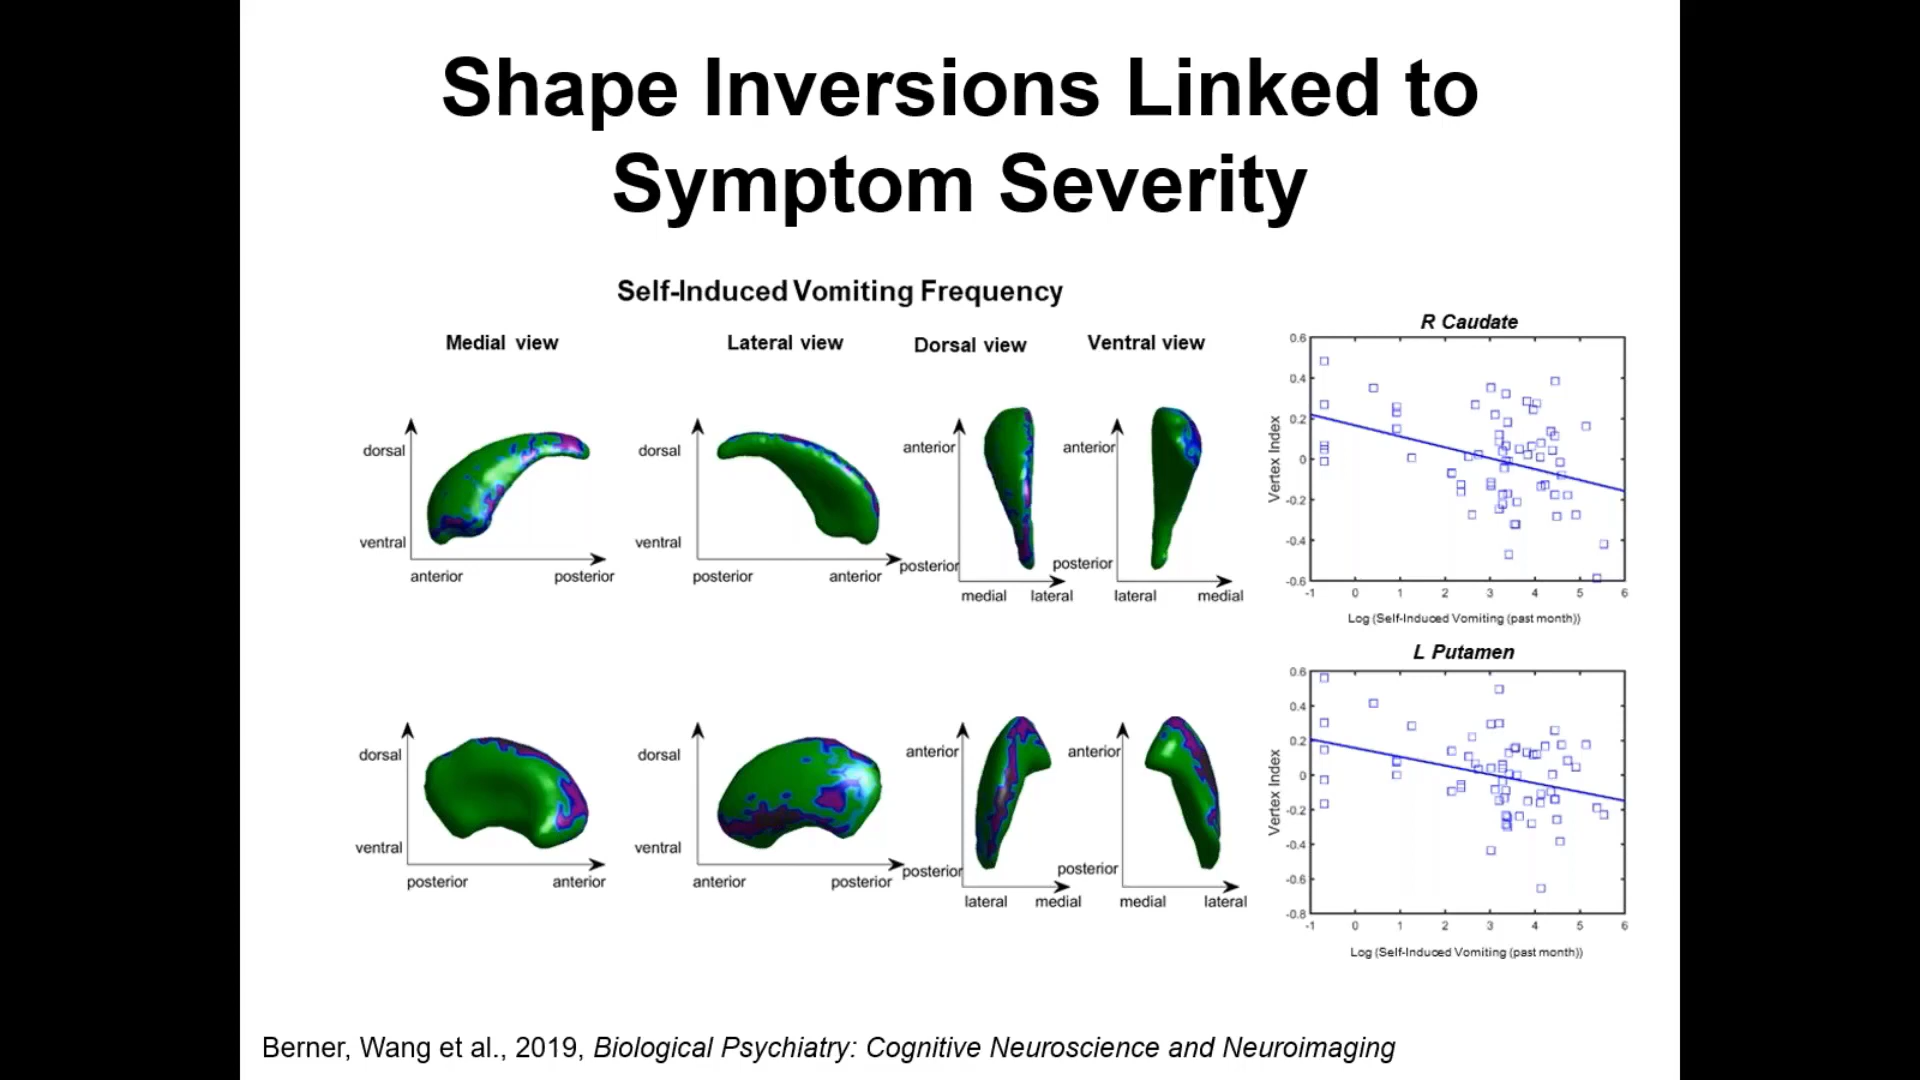 Shape Inversions Linked to
Symptom Severity
Self-Induced Vomiting Frequency
Medial view
Lateral view
Dorsal view
Ventral view
dorsal
ventral
anterior
posterior
dorsal
ventral
posterior
anterior
anterior
posterior
medial
lateral
anterior
posterior
lateral
medial
R Caudate
Vertex Index
0.6
0.4
0.2
0
-0.2
-0.4
-0.6
-1 0 1 2 3 4 5 6
Log (Self-Induced Vomiting (past month))
dorsal
ventral
posterior
anterior
dorsal
ventral
anterior
posterior
anterior
posterior
lateral
medial
anterior
posterior
medial
lateral
L Putamen
Vertex Index
0.6
0.4
0.2
0
-0.2
-0.4
-0.6
-0.8
-1 0 1 2 3 4 5 6
Log (Self-Induced Vomiting (past month))
Berner, Wang et al., 2019, Biological Psychiatry: Cognitive Neuroscience and Neuroimaging